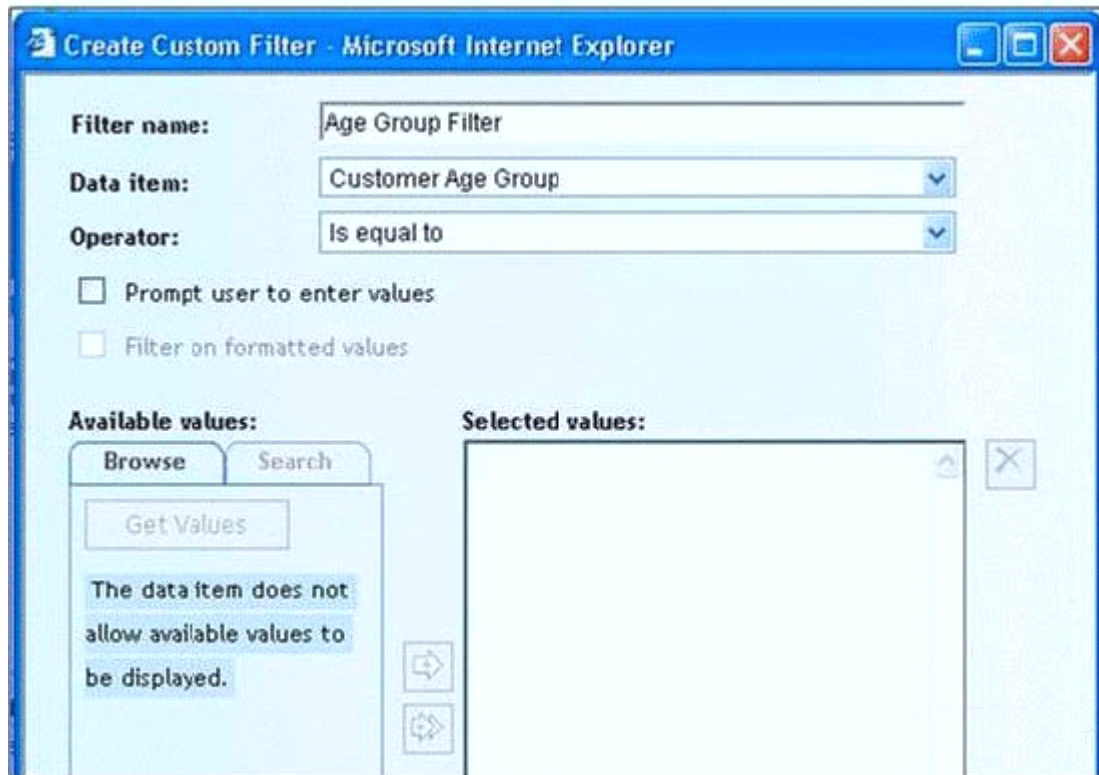 Create Custom Filter - Microsoft Internet Explorer
Filter name: Age Group Filter
Data item: Customer Age Group
Operator: Is equal to
Prompt user to enter values
Filter on formatted values
Available values: Selected values:
Browse Search
Get Values
The data item does not
allow available values to
be displayed.